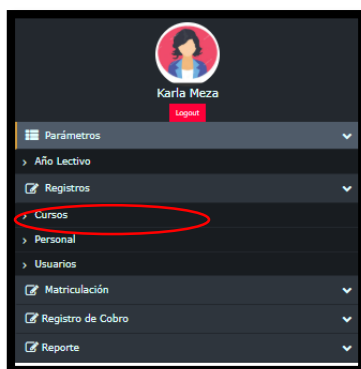 Karla Meza
Logout
Parámetros
Año Lectivo
Registros
Cursos
Personal
Usuarios
Matriculación
Registro de Cobro
Reporte